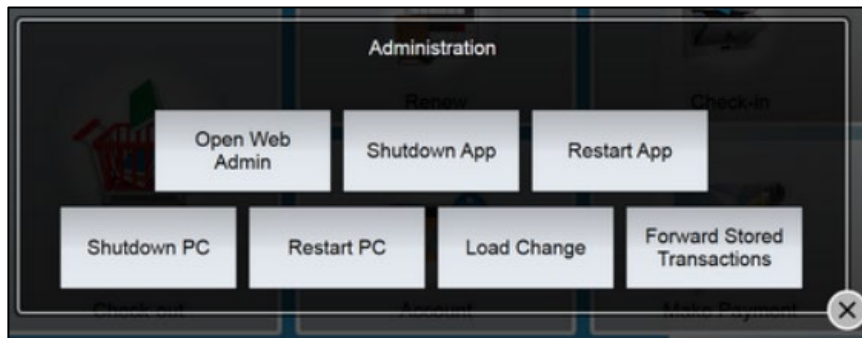 Administration
Renew
Check-in
Open Web
Admin
Shutdown App
Restart App
Shutdown PC
Restart PC
Load Change
Forward Stored
Transactions
Check-out
Account
Make Payment